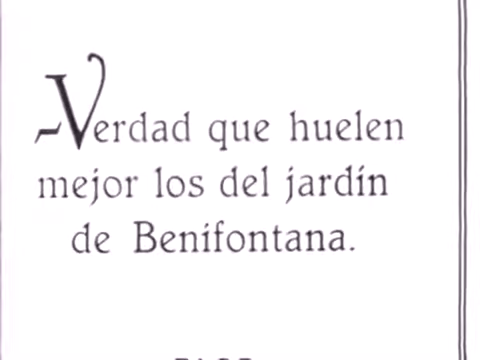 -Verdad que huelen
mejor los del jardín
de Benifontana.